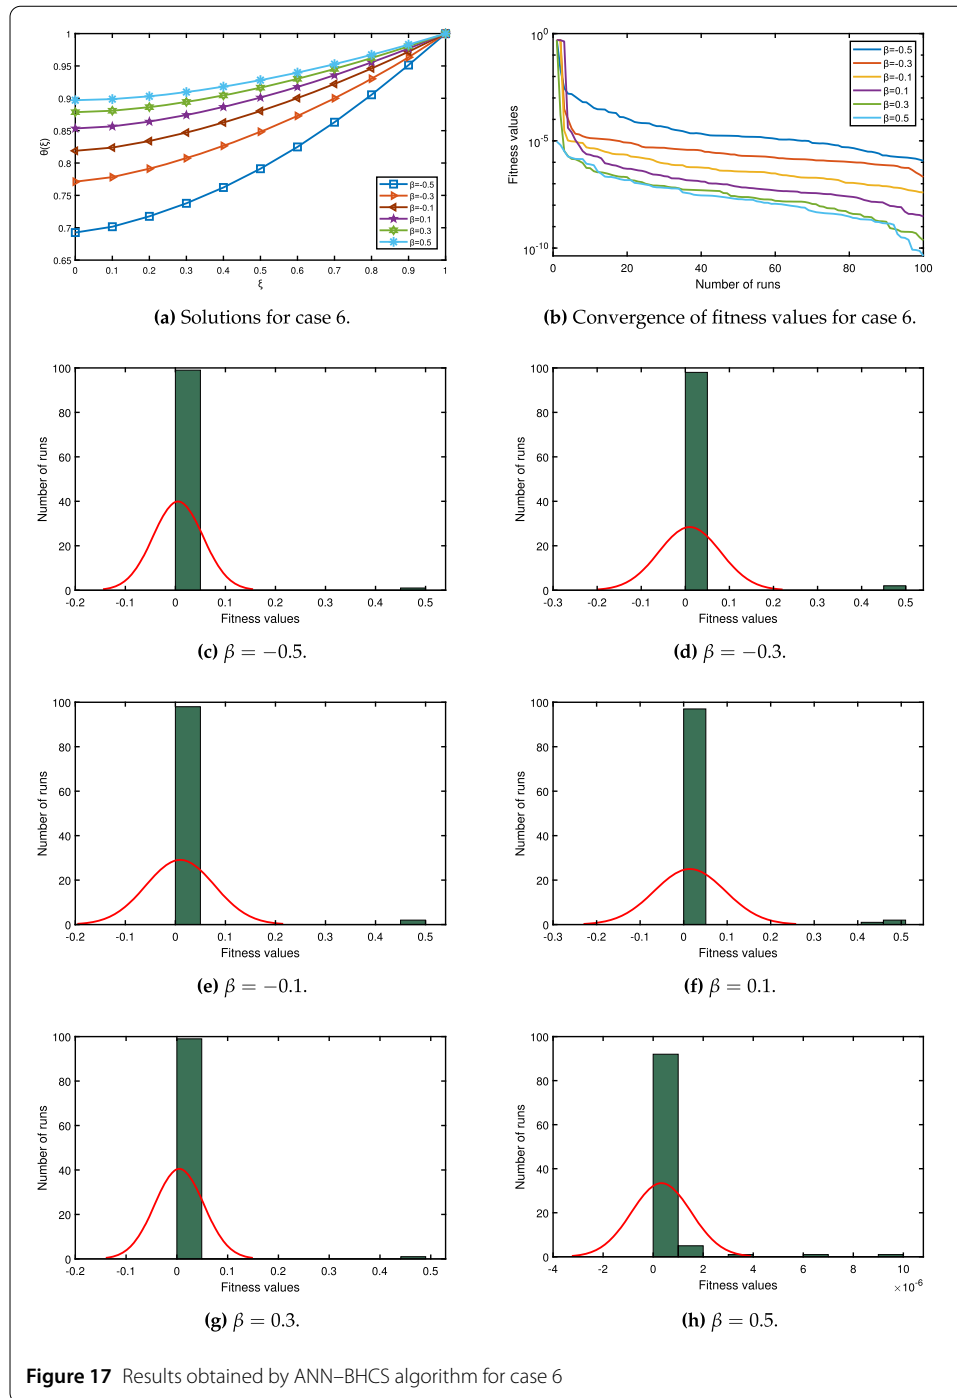 1
0.95
0.9
0.85
0.8
0.75
0.7
0.65
θ(ξ)
0 0.1 0.2 0.3 0.4 0.5 0.6 0.7 0.8 0.9 1
ξ
β=-0.5
β=-0.3
β=-0.1
β=0.1
β=0.3
β=0.5
(a) Solutions for case 6.
10^0
10^-5
10^-10
Fitness values
0 20 40 60 80 100
Number of runs
β=-0.5
β=-0.3
β=-0.1
β=0.1
β=0.3
β=0.5
(b) Convergence of fitness values for case 6.
100
80
60
40
20
0
Number of runs
-0.2 -0.1 0 0.1 0.2 0.3 0.4 0.5
Fitness values
(c) β = −0.5.
100
80
60
40
20
0
Number of runs
-0.3 -0.2 -0.1 0 0.1 0.2 0.3 0.4 0.5
Fitness values
(d) β = −0.3.
100
80
60
40
20
0
Number of runs
-0.2 -0.1 0 0.1 0.2 0.3 0.4 0.5
Fitness values
(e) β = −0.1.
100
80
60
40
20
0
Number of runs
-0.3 -0.2 -0.1 0 0.1 0.2 0.3 0.4 0.5
Fitness values
(f) β = 0.1.
100
80
60
40
20
0
Number of runs
-0.2 -0.1 0 0.1 0.2 0.3 0.4 0.5
Fitness values
(g) β = 0.3.
100
80
60
40
20
0
Number of runs
-4 -2 0 2 4 6 8 10
Fitness values
×10^-6
(h) β = 0.5.
Figure 17 Results obtained by ANN–BHCS algorithm for case 6